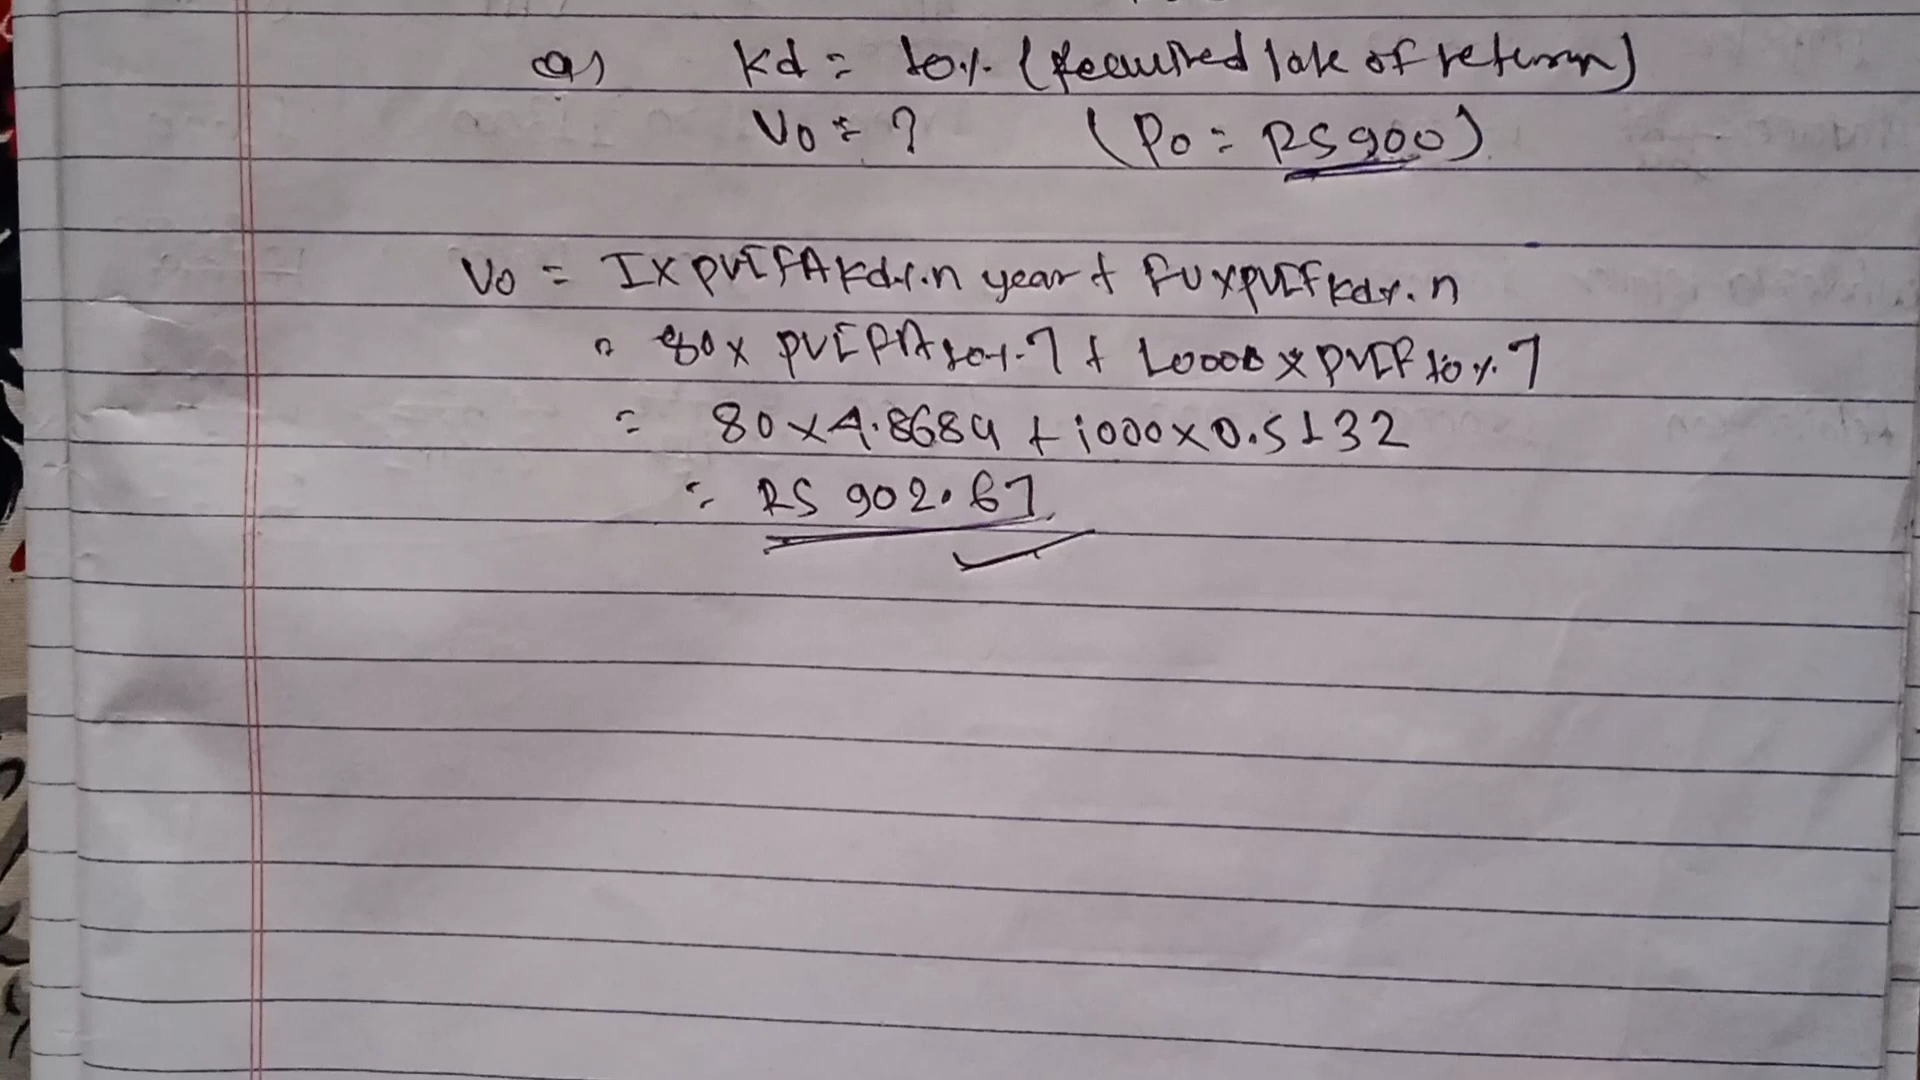 a) Kd = 10% (Required rate of return)
V0 = ? (P0 = RS 900)
V0 = I x PVIFA Kd%.n year + FV x PVIF Kd%.n
= 80 x PVIFA 10%.7 + 1000 x PVIF 10%.7
= 80 x 4.8684 + 1000 x 0.5132
= RS 902.67